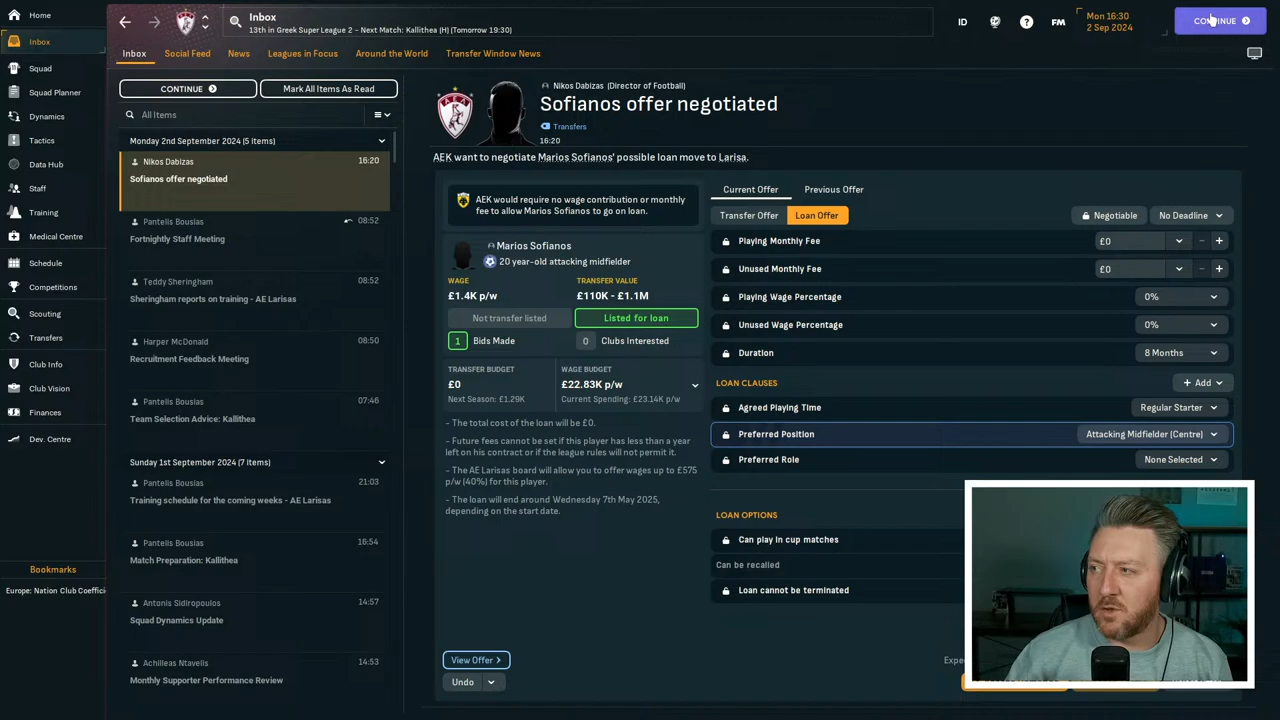 Home
Inbox
Squad
Squad Planner
Dynamics
Tactics
Data Hub
Staff
Training
Medical Centre
Schedule
Competitions
Scouting
Transfers
Club Info
Club Vision
Finances
Dev. Centre
Bookmarks
Europe: Nation Club Coefficie
Inbox
13th in Greek Super League 2 - Next Match: Kallithea (H) (Tomorrow 19:30)
ID
FM
Mon 16:30
2 Sep 2024
CONTINUE
Inbox
Social Feed
News
Leagues in Focus
Around the World
Transfer Window News
CONTINUE
Mark All Items As Read
All Items
Monday 2nd September 2024 (5 Items)
Nikos Dabizas 16:20
Sofianos offer negotiated
Pantelis Bousias 08:52
Fortnightly Staff Meeting
Teddy Sheringham 08:52
Sheringham reports on training - AE Larisas
Harper McDonald 08:50
Recruitment Feedback Meeting
Pantelis Bousias 07:46
Team Selection Advice: Kallithea
Sunday 1st September 2024 (7 Items)
Pantelis Bousias 21:03
Training schedule for the coming weeks - AE Larisas
Pantelis Bousias 16:54
Match Preparation: Kallithea
Antonis Sidiropoulos 14:57
Squad Dynamics Update
Achilleas Ntavelis 14:53
Monthly Supporter Performance Review
Nikos Dabizas (Director of Football)
Sofianos offer negotiated
Transfers
16:20
AEK want to negotiate Marios Sofianos' possible loan move to Larisa.
AEK would require no wage contribution or monthly
fee to allow Marios Sofianos to go on loan.
Marios Sofianos
20 year-old attacking midfielder
WAGE TRANSFER VALUE
£1.4K p/w £110K - £1.1M
Not transfer listed Listed for loan
1 Bids Made 0 Clubs Interested
TRANSFER BUDGET WAGE BUDGET
£0 £22.83K p/w
Next Season: £1.29K Current Spending: £23.14K p/w
- The total cost of the loan will be £0.
- Future fees cannot be set if this player has less than a year
left on his contract or if the league rules will not permit it.
- The AE Larisas board will allow you to offer wages up to £575
p/w (40%) for this player.
- The loan will end around Wednesday 7th May 2025,
depending on the start date.
View Offer
Undo
Current Offer Previous Offer
Transfer Offer Loan Offer Negotiable No Deadline
Playing Monthly Fee £0 - +
Unused Monthly Fee £0 - +
Playing Wage Percentage 0%
Unused Wage Percentage 0%
Duration 8 Months
LOAN CLAUSES + Add
Agreed Playing Time Regular Starter
Preferred Position Attacking Midfielder (Centre)
Preferred Role None Selected
LOAN OPTIONS
Can play in cup matches
Can be recalled
Loan cannot be terminated
Expe